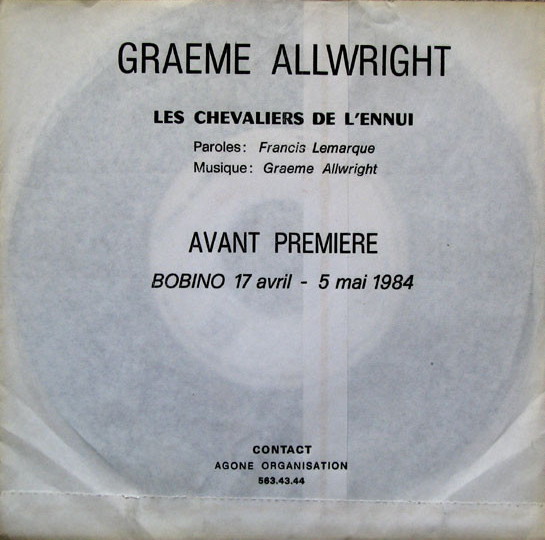 GRAEME ALLWRIGHT
LES CHEVALIERS DE L'ENNUI
Paroles: Francis Lemarque
Musique: Graeme Allwright
AVANT PREMIERE
BOBINO 17 avril - 5 mai 1984
CONTACT
AGONE ORGANISATION
563.43.44